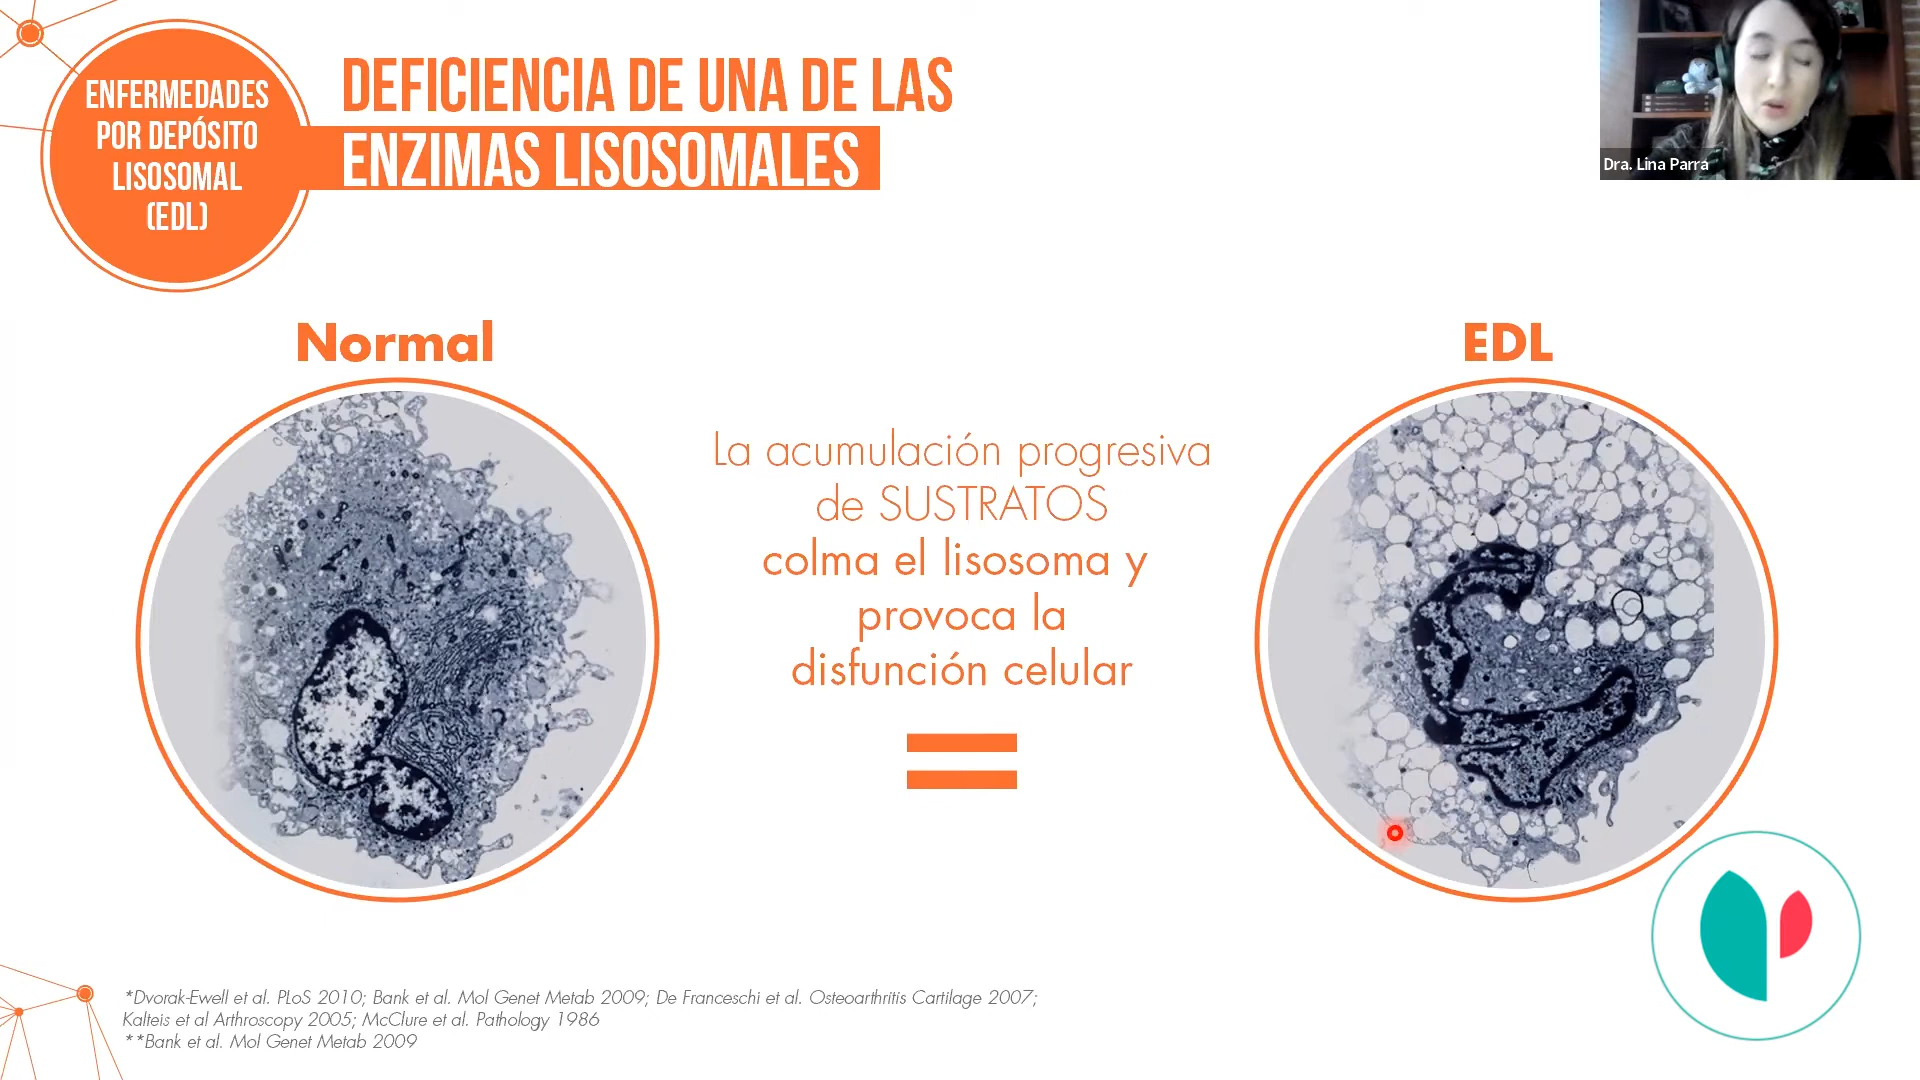 ENFERMEDADES
POR DEPÓSITO
LISOSOMAL
(EDL)
DEFICIENCIA DE UNA DE LAS
ENZIMAS LISOSOMALES
Dra. Lina Parra
Normal
EDL
La acumulación progresiva
de SUSTRATOS
colma el lisosoma y
provoca la
disfunción celular
*Dvorak-Ewell et al. PLoS 2010; Bank et al. Mol Genet Metab 2009; De Franceschi et al. Osteoarthritis Cartilage 2007;
Kalteis et al Arthroscopy 2005; McClure et al. Pathology 1986
**Bank et al. Mol Genet Metab 2009